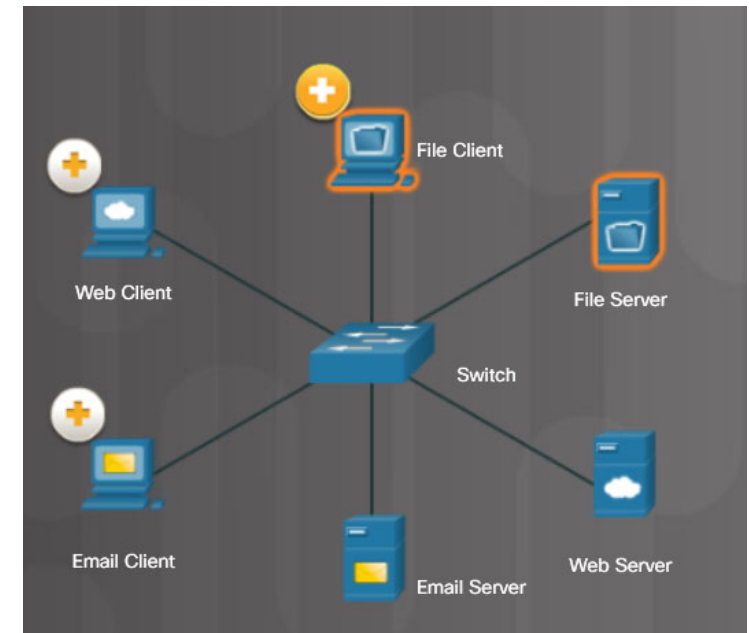 File Client
Web Client
File Server
Switch
Email Client
Email Server
Web Server